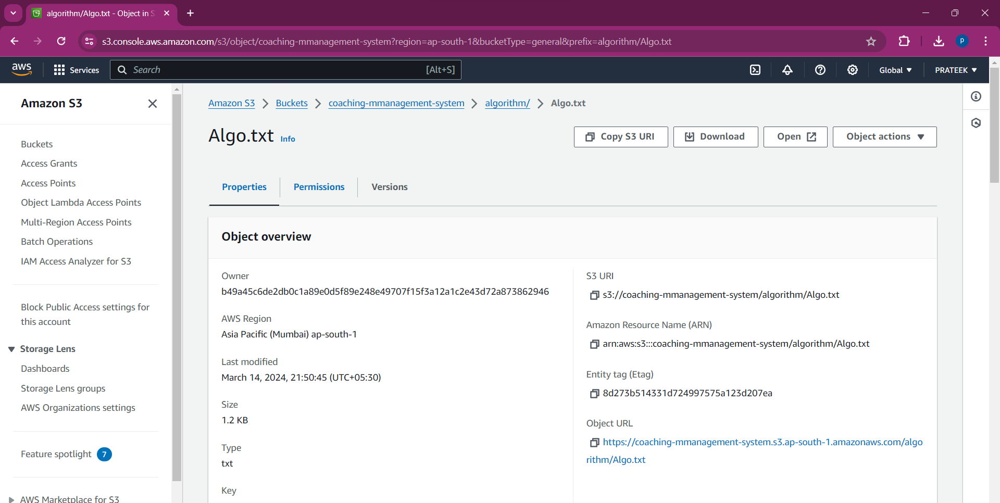 algorithm/Algo.txt - Object in S
s3.console.aws.amazon.com/s3/object/coaching-mmanagement-system?region=ap-south-1&bucketType=general&prefix=algorithm/Algo.txt
p
aws
Services
Search
[Alt+S]
Global
PRATEEK
Amazon S3
Buckets
Access Grants
Access Points
Object Lambda Access Points
Multi-Region Access Points
Batch Operations
IAM Access Analyzer for S3
Block Public Access settings for
this account
Storage Lens
Dashboards
Storage Lens groups
AWS Organizations settings
Feature spotlight 7
AWS Marketplace for S3
Amazon S3 > Buckets > coaching-mmanagement-system > algorithm/ > Algo.txt
Algo.txt Info
Copy S3 URI
Download
Open
Object actions
Properties
Permissions
Versions
Object overview
Owner
b49a45c6de2db0c1a89e0d5f89e248e49707f15f3a12a1c2e43d72a873862946
AWS Region
Asia Pacific (Mumbai) ap-south-1
Last modified
March 14, 2024, 21:50:45 (UTC+05:30)
Size
1.2 KB
Type
txt
Key
S3 URI
s3://coaching-mmanagement-system/algorithm/Algo.txt
Amazon Resource Name (ARN)
arn:aws:s3:::coaching-mmanagement-system/algorithm/Algo.txt
Entity tag (Etag)
8d273b514331d724997575a123d207ea
Object URL
https://coaching-mmanagement-system.s3.ap-south-1.amazonaws.com/algo
rithm/Algo.txt